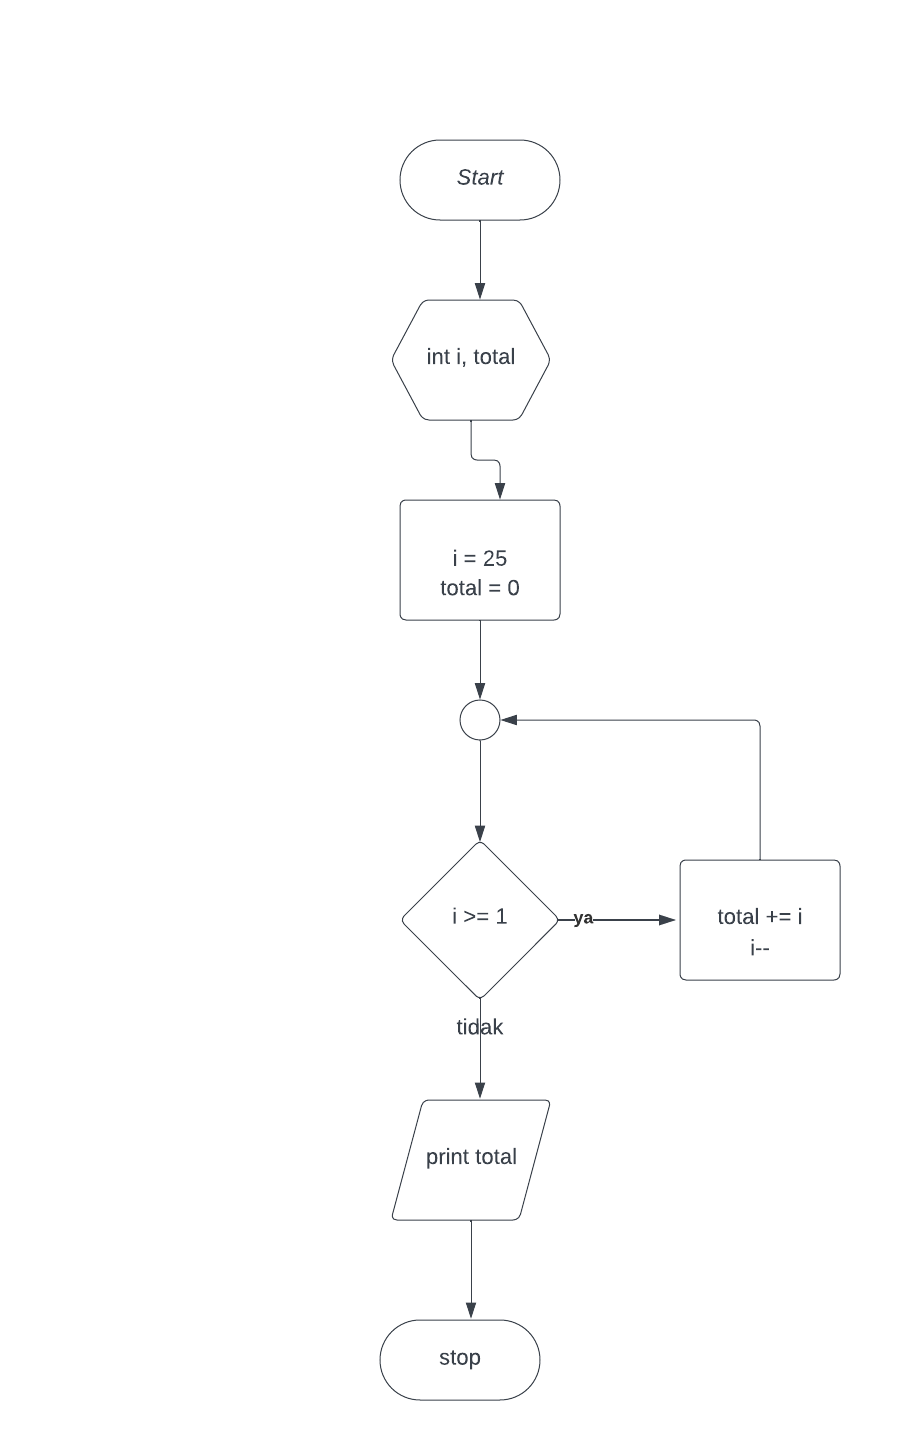 Start
int i, total
i = 25
total = 0
i >= 1
ya
total += i
i--
tidak
print total
stop